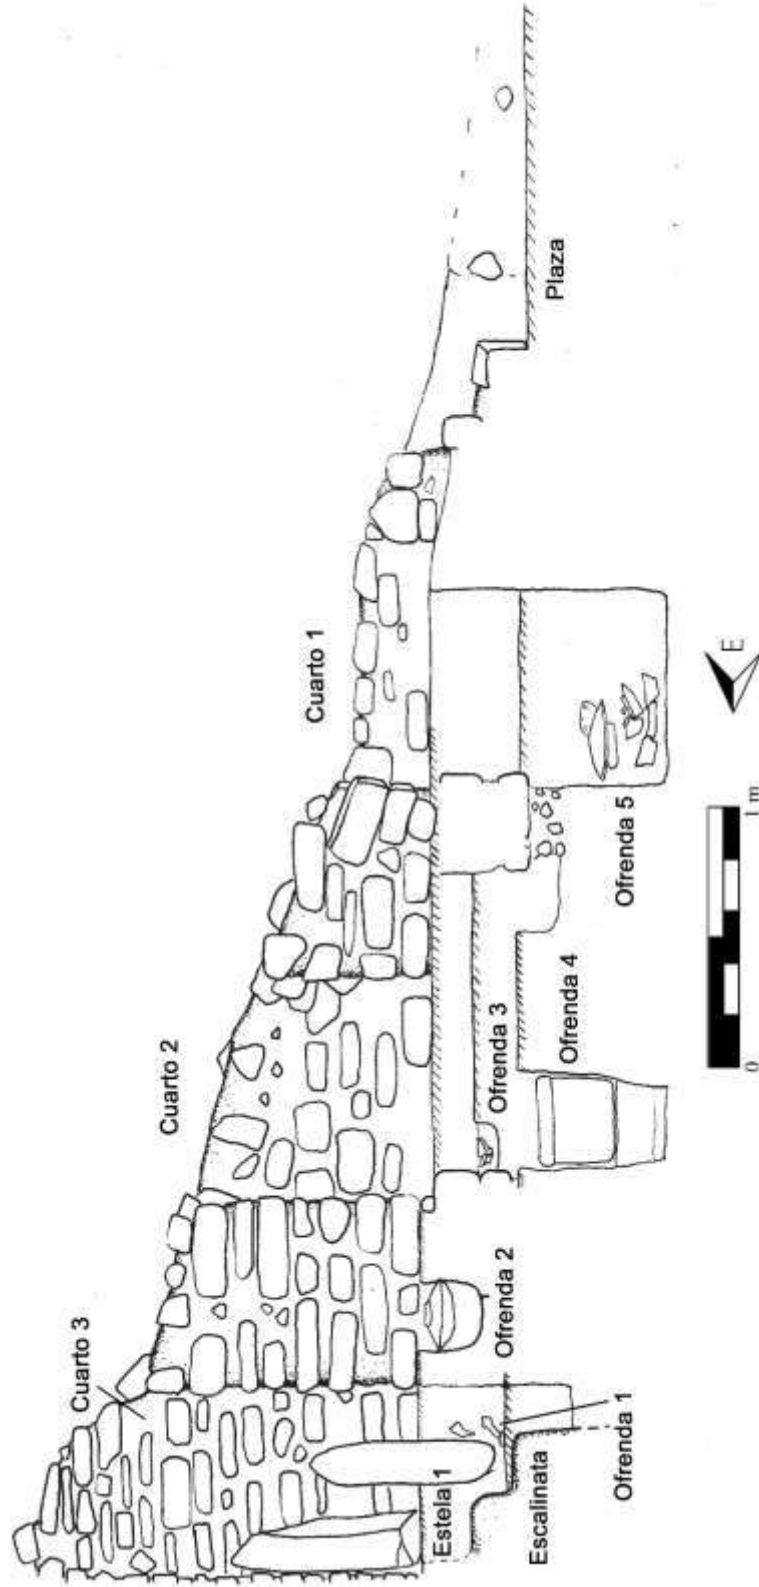 Cuarto 3
Cuarto 2
Cuarto 1
Plaza
Estela 1
Escalinata
Ofrenda 1
Ofrenda 2
Ofrenda 3
Ofrenda 4
Ofrenda 5
E
0
1 m